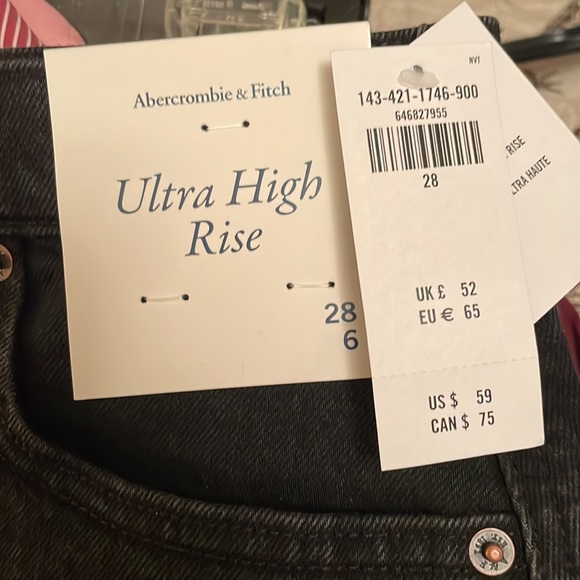 Abercrombie & Fitch
Ultra High
Rise
28
6
NVT
143-421-1746-900
646827955
28
UK £ 52
EU € 65
US $ 59
CAN $ 75
RISE
HAUTE